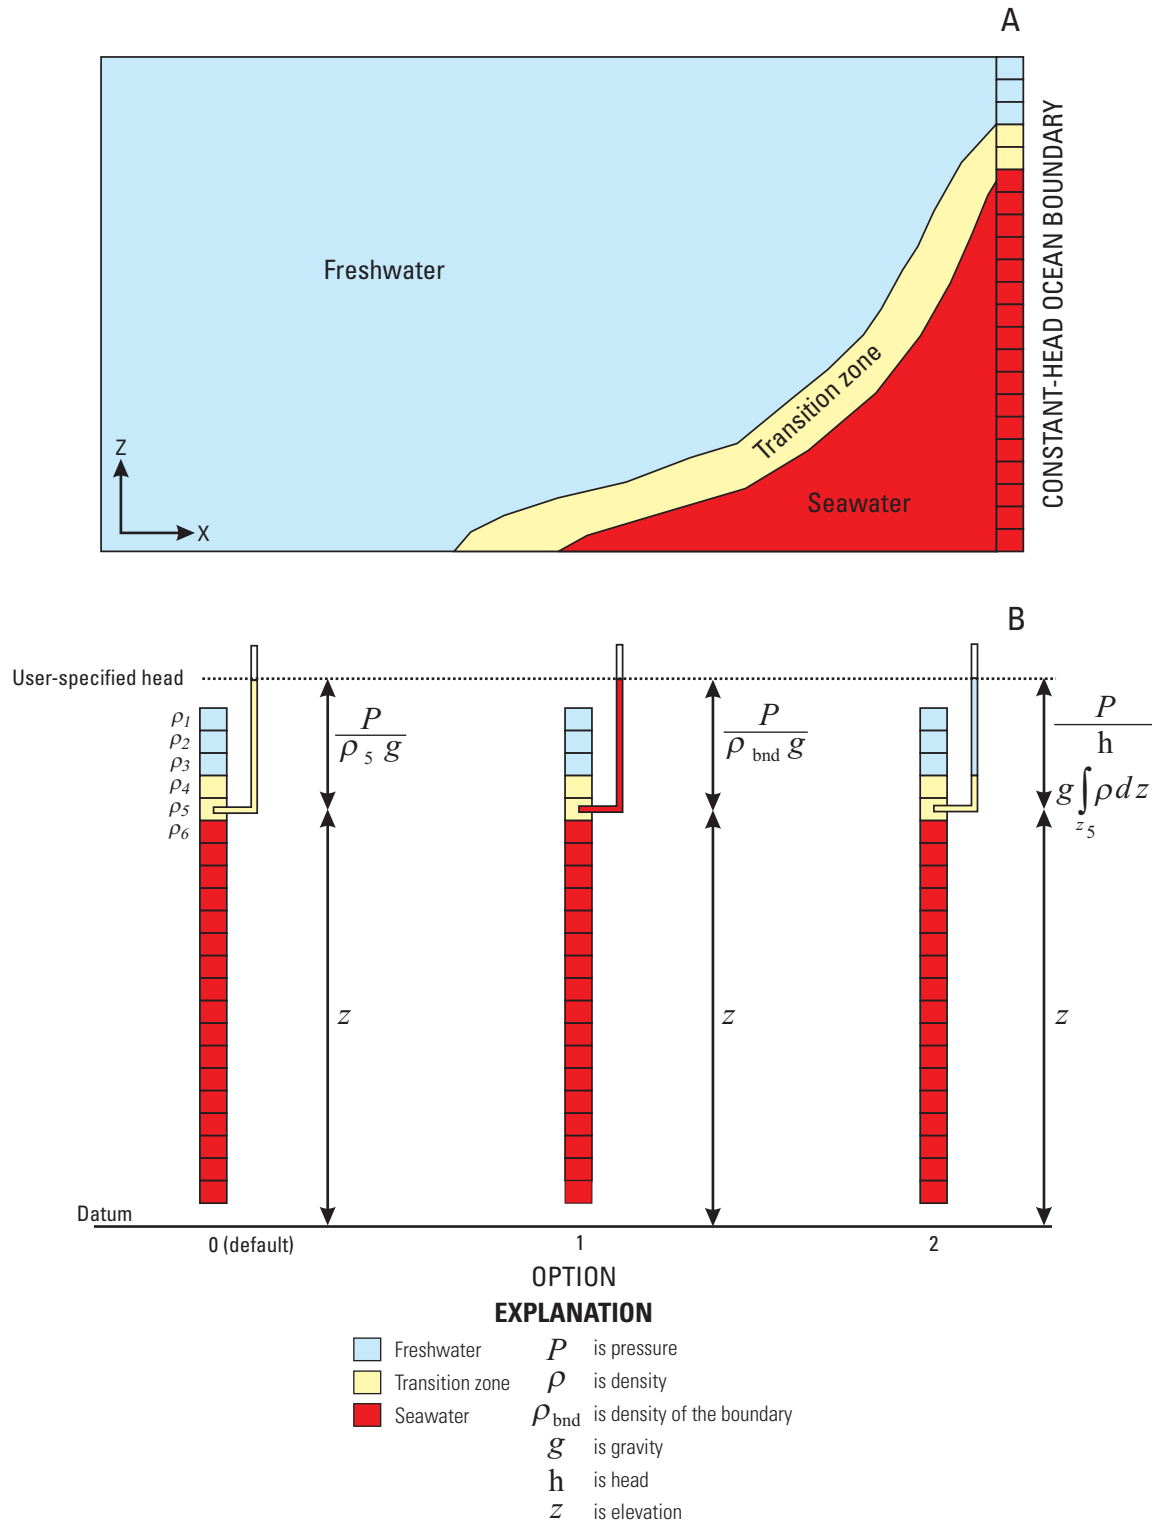 A
Freshwater
Transition zone
Seawater
CONSTANT-HEAD OCEAN BOUNDARY
Z
X
B
User-specified head
ρ1
ρ2
ρ3
ρ4
ρ5
ρ6
P
ρ5 g
P
ρbnd g
P
h
g∫ρdz
z5
z
z
z
Datum
0 (default)
1
2
OPTION
EXPLANATION
Freshwater
Transition zone
Seawater
P is pressure
ρ is density
ρbnd is density of the boundary
g is gravity
h is head
z is elevation